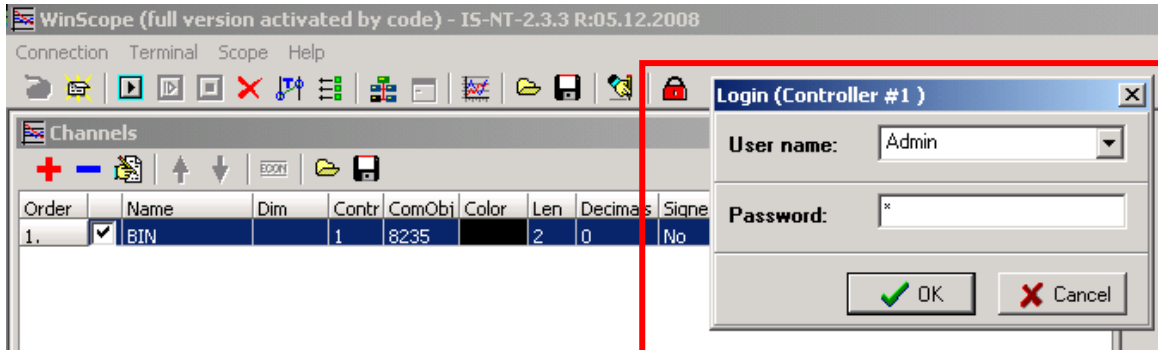 WinScope (full version activated by code) - IS-NT-2.3.3 R:05.12.2008
Connection Terminal Scope Help
Channels
ECON
Order Name Dim Contr ComObj Color Len Decimals Signe
1. BIN 1 8235 2 0 No
Login (Controller #1 )
User name: Admin
Password: *
OK Cancel